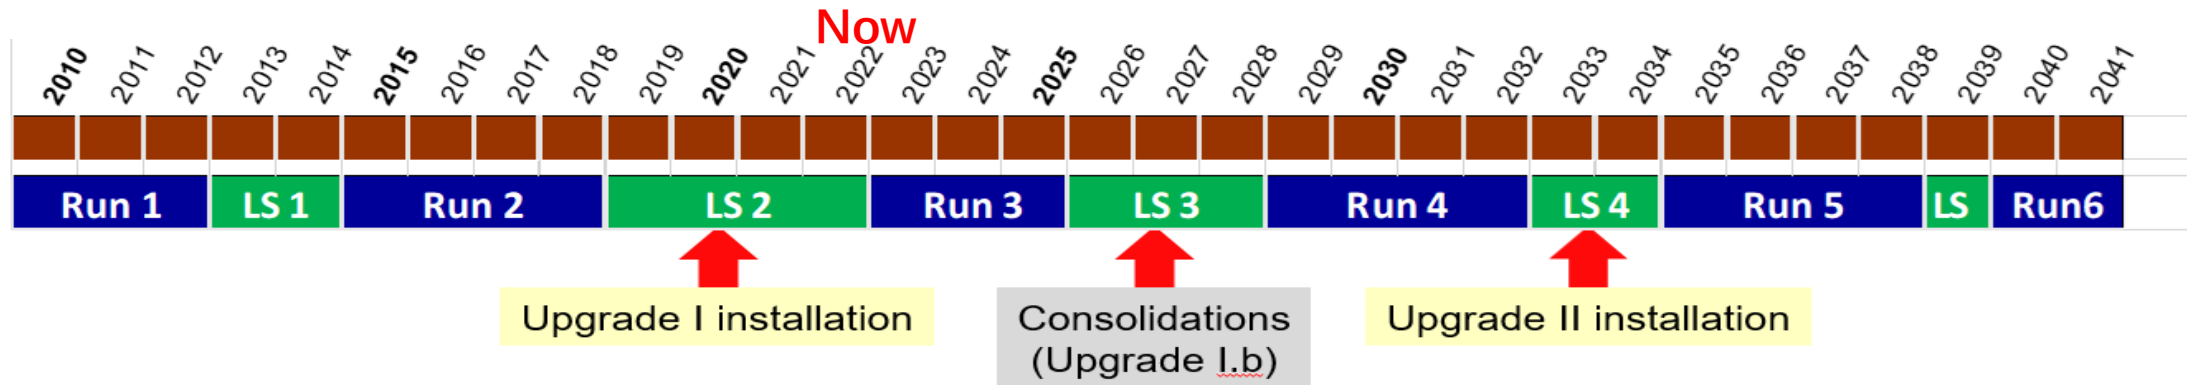 Now
2010 2011 2012 2013 2014 2015 2016 2017 2018 2019 2020 2021 2022 2023 2024 2025 2026 2027 2028 2029 2030 2031 2032 2033 2034 2035 2036 2037 2038 2039 2040 2041
Run 1 LS 1 Run 2 LS 2 Run 3 LS 3 Run 4 LS 4 Run 5 LS Run6
Upgrade I installation Consolidations Upgrade II installation
(Upgrade I.b)